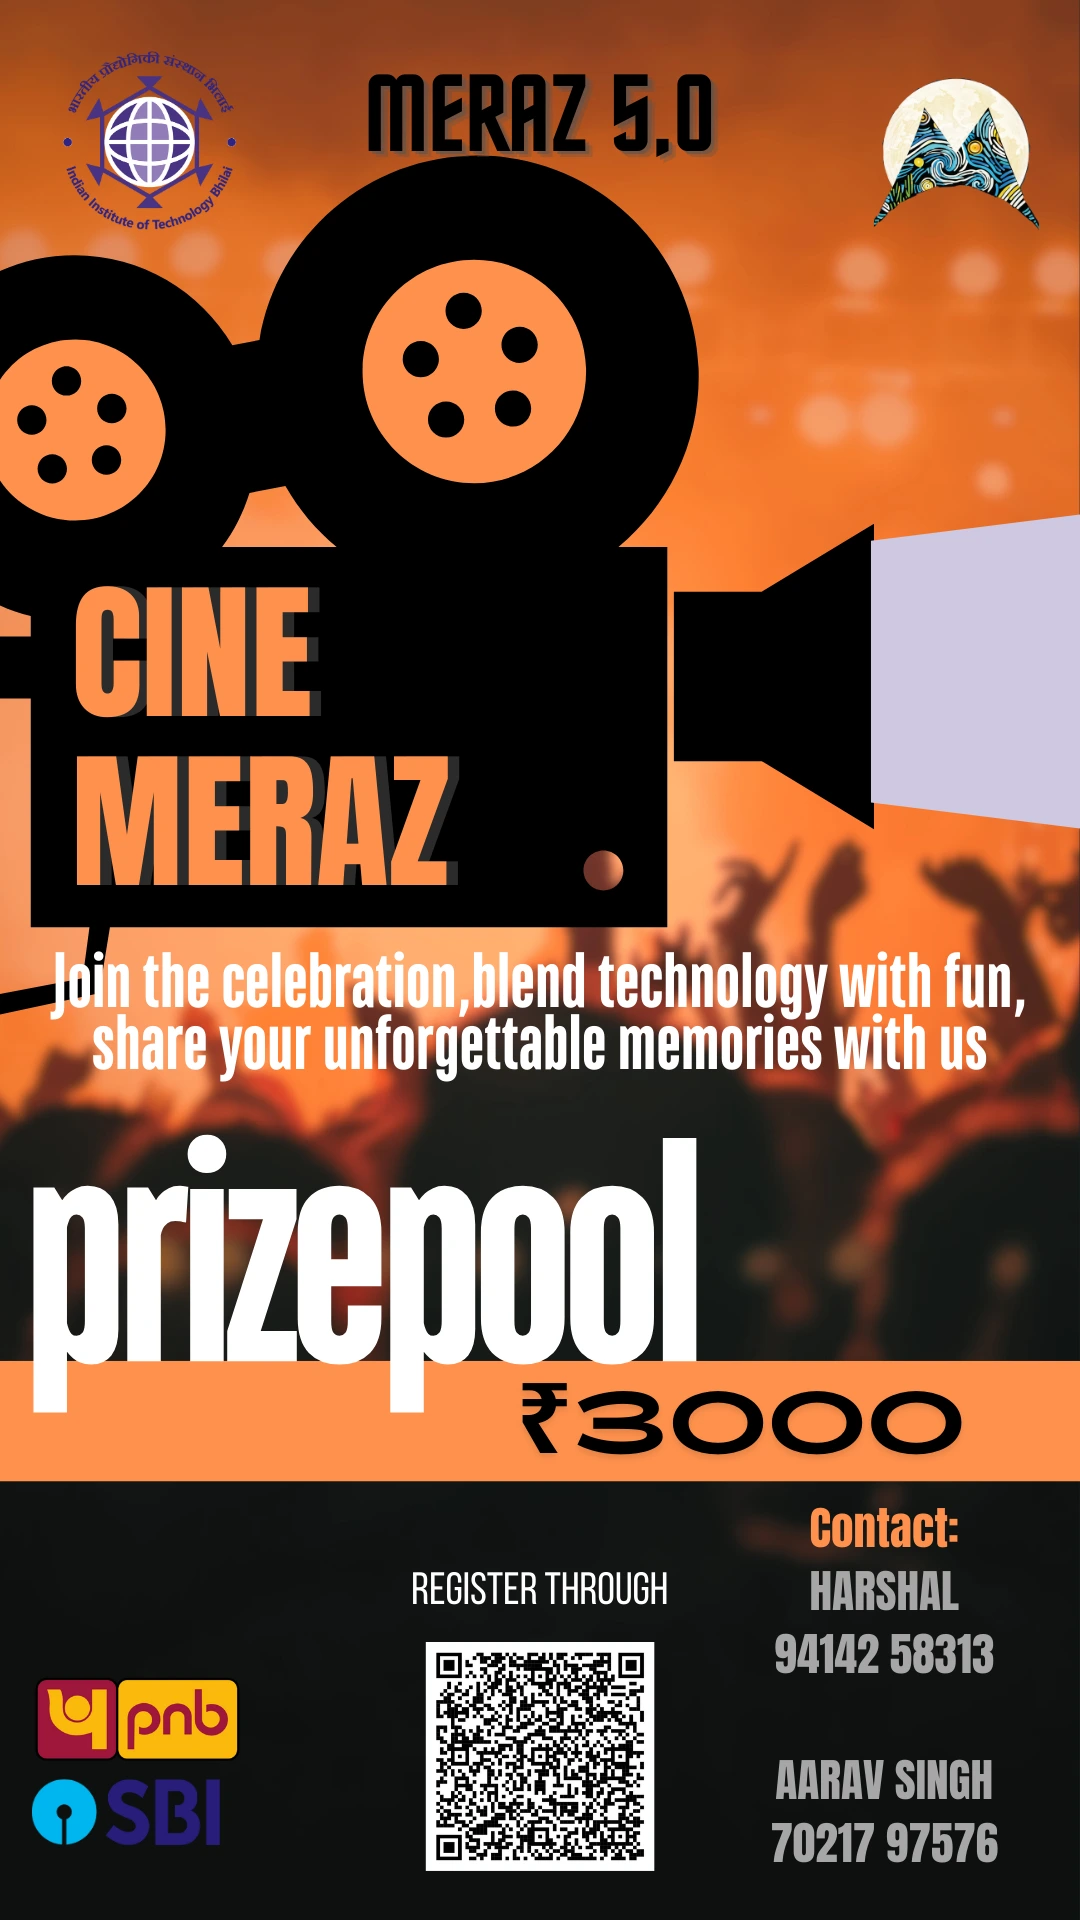 भारतीय प्रौद्योगिकी संस्थान भिलाई
Indian Institute of Technology Bhilai
MERAZ 5,0
CINE
MERAZ
Join the celebration,blend technology with fun,
share your unforgettable memories with us
prizepool
₹3000
Contact:
HARSHAL
94142 58313
REGISTER THROUGH
AARAV SINGH
70217 97576
प pnb
SBI